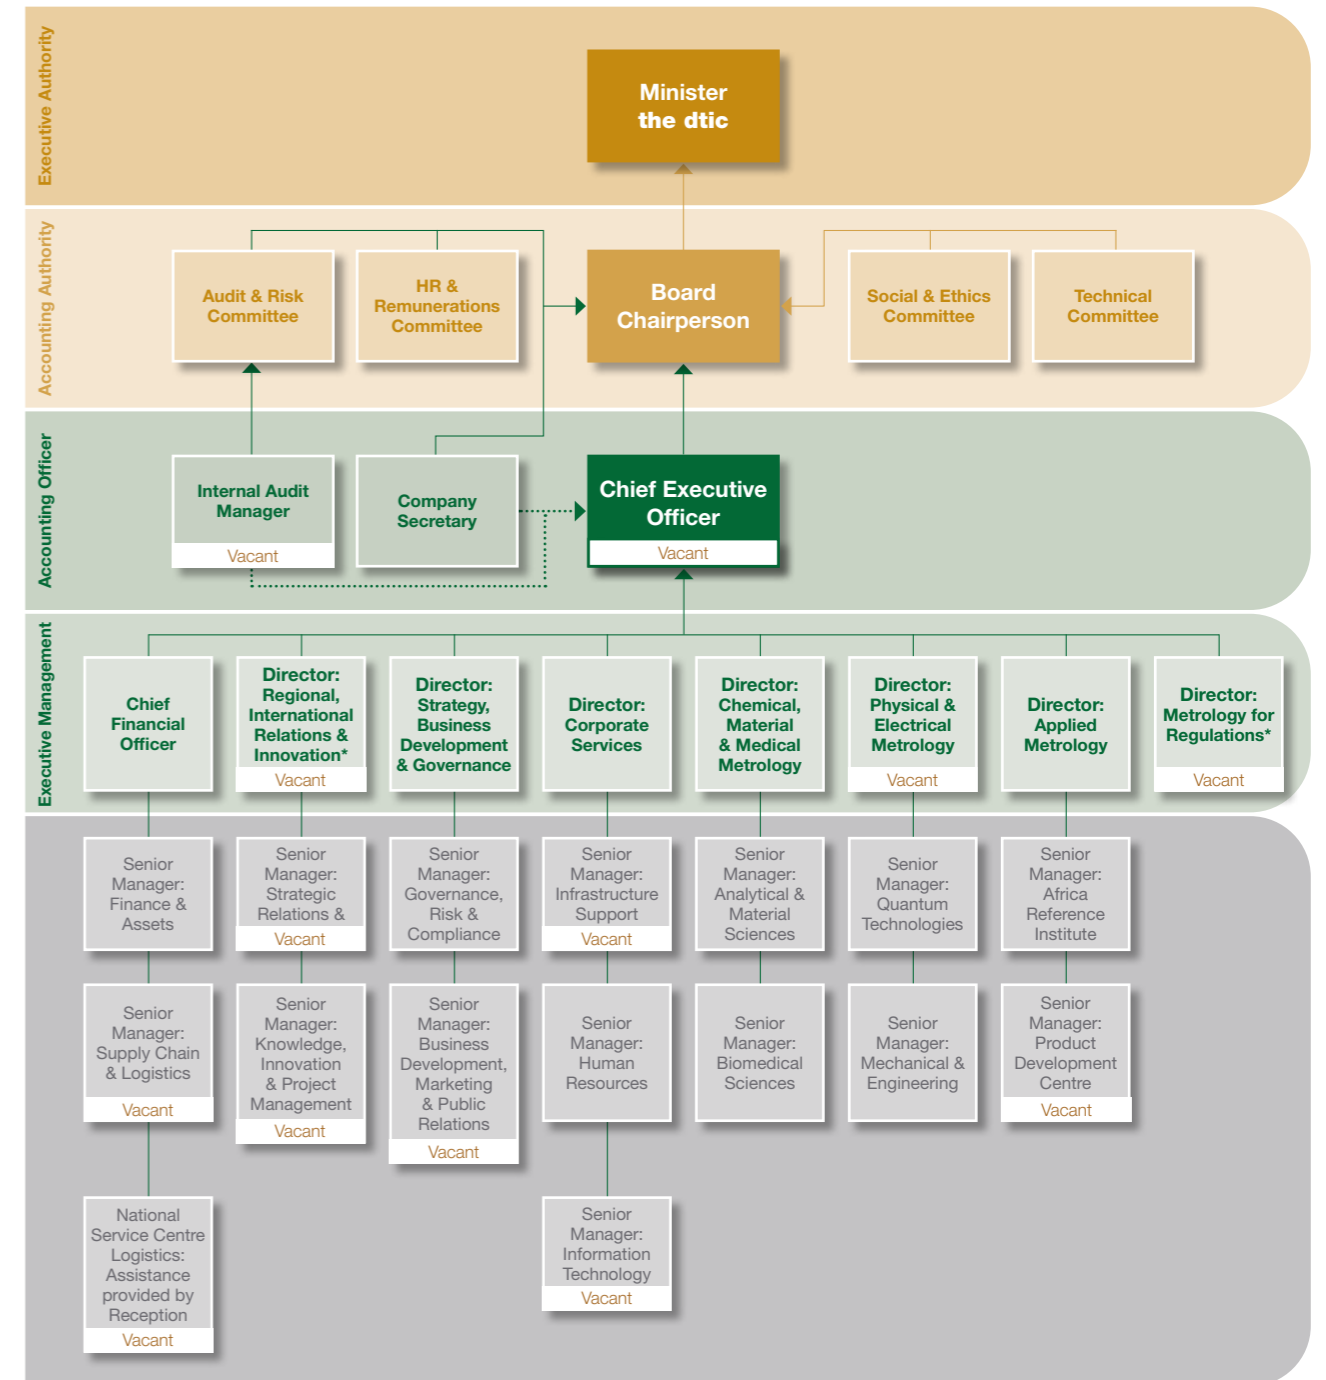 Executive Authority
Minister
the dtic
Accounting Authority
Audit & Risk
Committee
HR &
Remunerations
Committee
Board
Chairperson
Social & Ethics
Committee
Technical
Committee
Accounting Officer
Internal Audit
Manager
Vacant
Company
Secretary
Chief Executive
Officer
Vacant
Executive Management
Chief
Financial
Officer
Director:
Regional,
International
Relations &
Innovation*
Vacant
Director:
Strategy,
Business
Development
& Governance
Director:
Corporate
Services
Director:
Chemical,
Material
& Medical
Metrology
Director:
Physical &
Electrical
Metrology
Vacant
Director:
Applied
Metrology
Director:
Metrology for
Regulations*
Vacant
Senior
Manager:
Finance &
Assets
Senior
Manager:
Strategic
Relations &
Vacant
Senior
Manager:
Governance,
Risk &
Compliance
Senior
Manager:
Infrastructure
Support
Vacant
Senior
Manager:
Analytical &
Material
Sciences
Senior
Manager:
Quantum
Technologies
Senior
Manager:
Africa
Reference
Institute
Senior
Manager:
Supply Chain
& Logistics
Vacant
Senior
Manager:
Knowledge,
Innovation
& Project
Management
Vacant
Senior
Manager:
Business
Development,
Marketing
& Public
Relations
Vacant
Senior
Manager:
Human
Resources
Senior
Manager:
Biomedical
Sciences
Senior
Manager:
Mechanical &
Engineering
Senior
Manager:
Product
Development
Centre
Vacant
National
Service Centre
Logistics:
Assistance
provided by
Reception
Vacant
Senior
Manager:
Information
Technology
Vacant